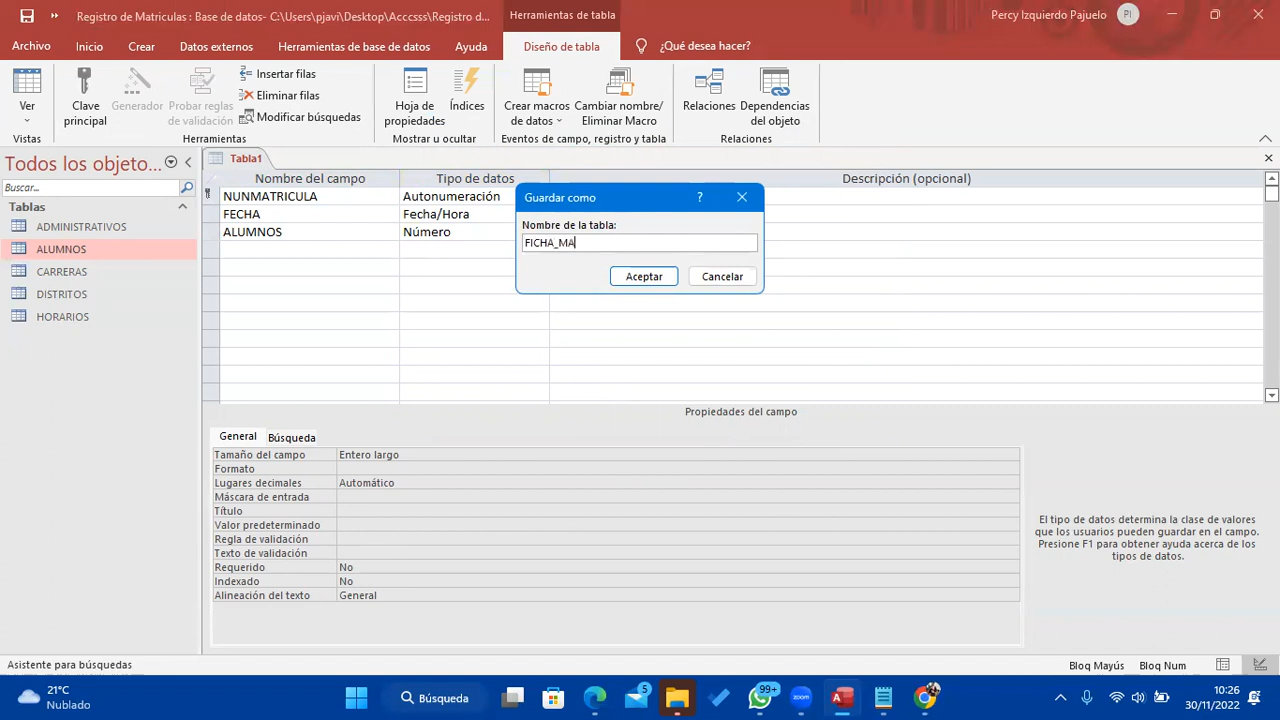 Registro de Matriculas : Base de datos- C:\Users\pjavi\Desktop\Acccsss\Registro d...
Herramientas de tabla
Percy Izquierdo Pajuelo
PI
Archivo
Inicio
Crear
Datos externos
Herramientas de base de datos
Ayuda
Diseño de tabla
¿Qué desea hacer?
Ver
Clave principal
Generador
Probar reglas de validación
Insertar filas
Eliminar filas
Modificar búsquedas
Hoja de propiedades
Índices
Crear macros de datos
Cambiar nombre/ Eliminar Macro
Relaciones
Dependencias del objeto
Vistas
Herramientas
Mostrar u ocultar
Eventos de campo, registro y tabla
Relaciones
Todos los objeto...
Buscar...
Tablas
ADMINISTRATIVOS
ALUMNOS
CARRERAS
DISTRITOS
HORARIOS
Tabla1
Nombre del campo
Tipo de datos
Descripción (opcional)
NUNMATRICULA
Autonumeración
FECHA
Fecha/Hora
ALUMNOS
Número
Guardar como
?
Nombre de la tabla:
FICHA_MA
Aceptar
Cancelar
Propiedades del campo
General
Búsqueda
Tamaño del campo
Entero largo
Formato
Lugares decimales
Automático
Máscara de entrada
Título
Valor predeterminado
Regla de validación
Texto de validación
Requerido
No
Indexado
No
Alineación del texto
General
El tipo de datos determina la clase de valores
que los usuarios pueden guardar en el campo.
Presione F1 para obtener ayuda acerca de los
tipos de datos.
Asistente para búsquedas
Bloq Mayús
Bloq Num
21°C
Nublado
Búsqueda
5
99+
zoom
10:26
30/11/2022